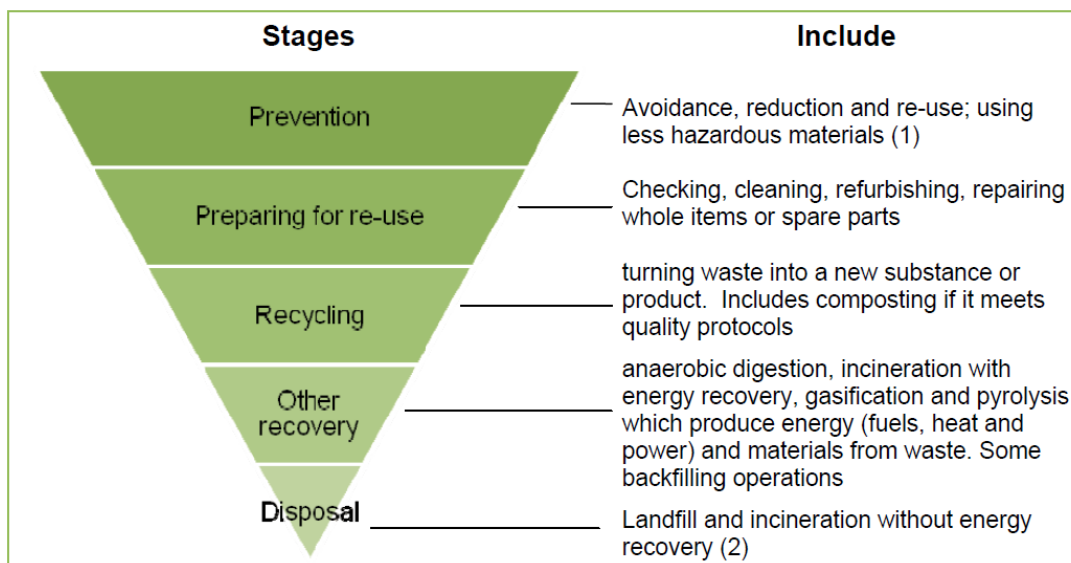 Stages
Include
Prevention
Avoidance, reduction and re-use; using
less hazardous materials (1)
Preparing for re-use
Checking, cleaning, refurbishing, repairing
whole items or spare parts
Recycling
turning waste into a new substance or
product.  Includes composting if it meets
quality protocols
Other
recovery
anaerobic digestion, incineration with
energy recovery, gasification and pyrolysis
which produce energy (fuels, heat and
power) and materials from waste. Some
backfilling operations
Disposal
Landfill and incineration without energy
recovery (2)